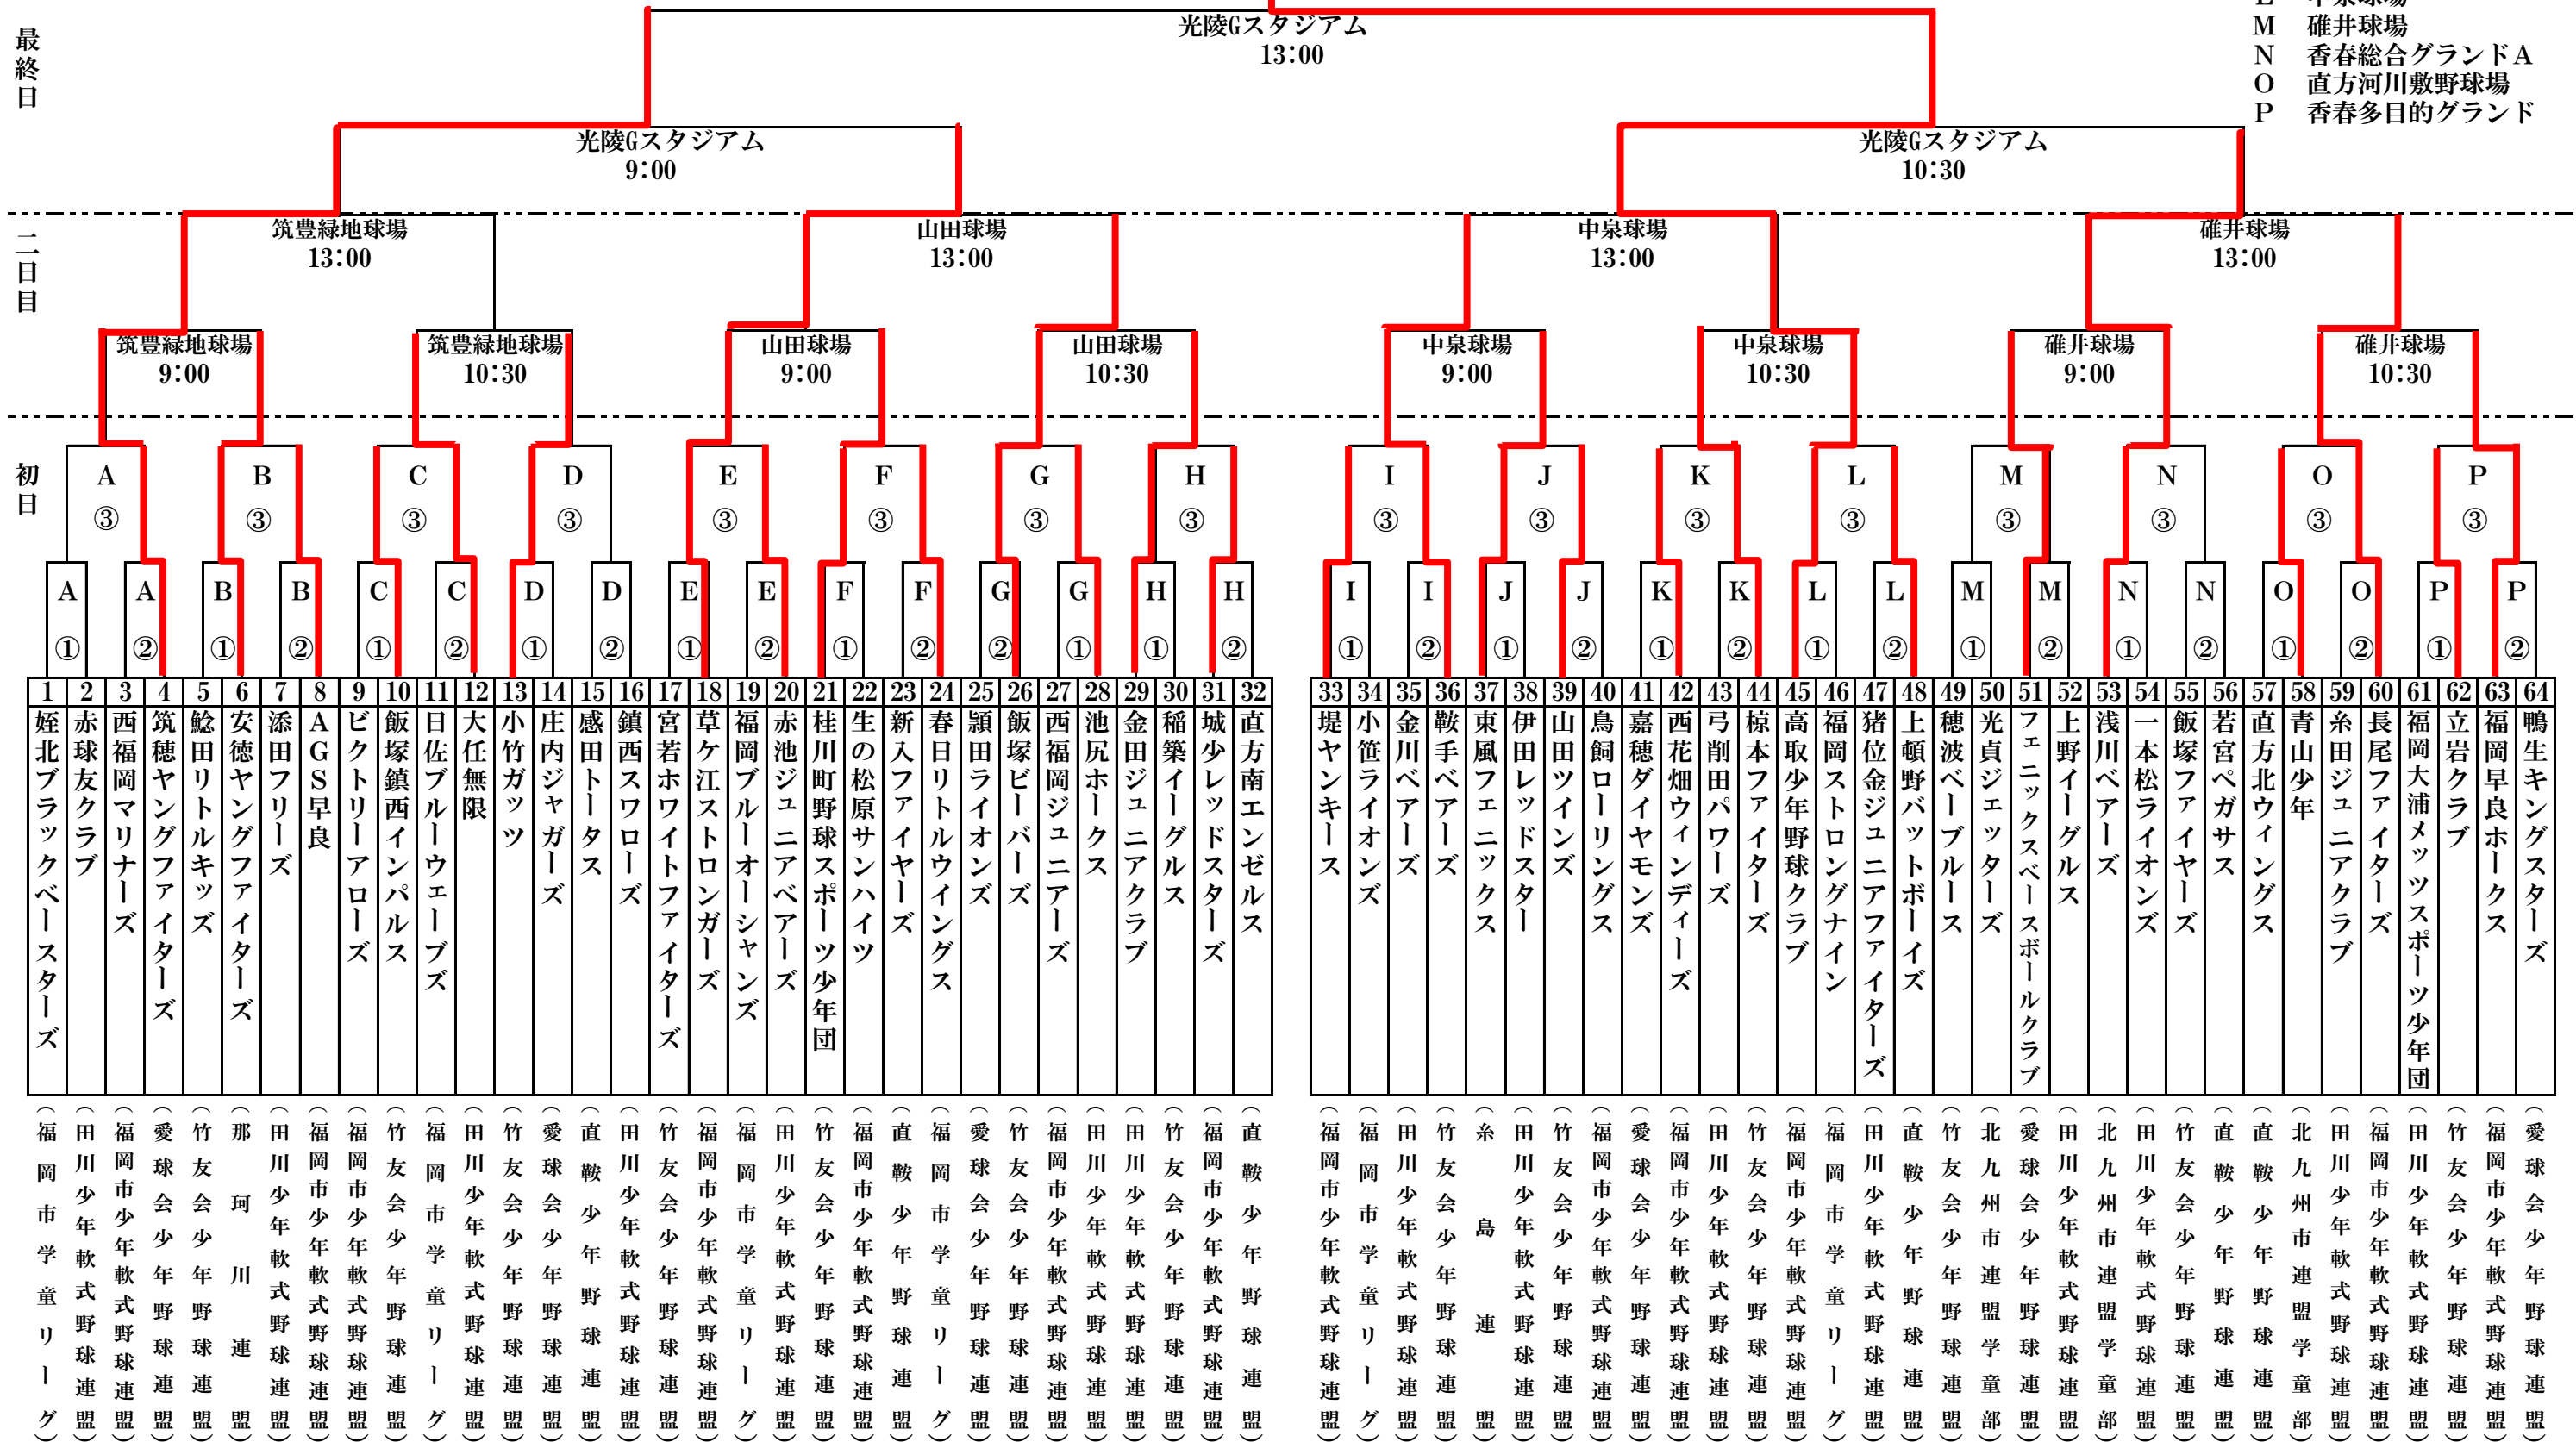 L 中泉球場
M 碓井球場
N 香春総合グランドA
O 直方河川敷野球場
P 香春多目的グランド
最終日
光陵Gスタジアム
13:00
光陵Gスタジアム
9:00
光陵Gスタジアム
10:30
二日目
筑豊緑地球場
13:00
山田球場
13:00
中泉球場
13:00
碓井球場
13:00
筑豊緑地球場
9:00
筑豊緑地球場
10:30
山田球場
9:00
山田球場
10:30
中泉球場
9:00
中泉球場
10:30
碓井球場
9:00
碓井球場
10:30
初日
A B C D E F G H I J K L M N O P
③ ③ ③ ③ ③ ③ ③ ③ ③ ③ ③ ③ ③ ③ ③ ③
A A B B C C D D E E F F G G H H I I J J K K L L M M N N O O P P
① ② ① ② ① ② ① ② ① ② ① ② ② ① ① ② ① ② ① ② ① ② ① ② ① ② ① ② ① ② ① ②
1 姪北ブラックベースターズ (福岡市学童リーグ)
2 赤球友クラブ (田川少年軟式野球連盟)
3 西福岡マリナーズ (福岡市少年軟式野球連盟)
4 筑穂ヤングファイターズ (愛球会少年野球連盟)
5 鯰田リトルキッズ (竹友会少年野球連盟)
6 安徳ヤングファイターズ (那珂川連盟)
7 添田フリーズ (田川少年軟式野球連盟)
8 AGS早良 (福岡市少年軟式野球連盟)
9 ビクトリーアローズ (福岡市少年軟式野球連盟)
10 飯塚鎮西インパルス (竹友会少年野球連盟)
11 日佐ブルーウェーブズ (福岡市学童リーグ)
12 大任無限 (田川少年軟式野球連盟)
13 小竹ガッツ (竹友会少年野球連盟)
14 庄内ジャガーズ (愛球会少年野球連盟)
15 感田トータス (直鞍少年野球連盟)
16 鎮西スワローズ (田川少年軟式野球連盟)
17 宮若ホワイトファイターズ (竹友会少年野球連盟)
18 草ケ江ストロンガーズ (福岡市少年軟式野球連盟)
19 福岡ブルーオーシャンズ (福岡市学童リーグ)
20 赤池ジュニアベアーズ (田川少年軟式野球連盟)
21 桂川町野球スポーツ少年団 (竹友会少年野球連盟)
22 生の松原サンハイツ (福岡市少年軟式野球連盟)
23 新入ファイヤーズ (直鞍少年野球連盟)
24 春日リトルウイングス (福岡市学童リーグ)
25 頴田ライオンズ (愛球会少年野球連盟)
26 飯塚ビーバーズ (竹友会少年野球連盟)
27 西福岡ジュニアーズ (福岡市少年軟式野球連盟)
28 池尻ホークス (田川少年軟式野球連盟)
29 金田ジュニアクラブ (田川少年軟式野球連盟)
30 稲築イーグルス (竹友会少年野球連盟)
31 城少レッドスターズ (福岡市少年軟式野球連盟)
32 直方南エンゼルス (直鞍少年野球連盟)
33 堤ヤンキース (福岡市少年軟式野球連盟)
34 小笹ライオンズ (福岡市学童リーグ)
35 金川ベアーズ (田川少年軟式野球連盟)
36 鞍手ベアーズ (竹友会少年野球連盟)
37 東風フェニックス (糸島連盟)
38 伊田レッドスター (田川少年軟式野球連盟)
39 山田ツインズ (竹友会少年野球連盟)
40 鳥飼ローリングス (福岡市少年軟式野球連盟)
41 嘉穂ダイヤモンズ (愛球会少年野球連盟)
42 西花畑ウィンディーズ (福岡市少年軟式野球連盟)
43 弓削田パワーズ (田川少年軟式野球連盟)
44 椋本ファイターズ (竹友会少年野球連盟)
45 高取少年野球クラブ (福岡市少年軟式野球連盟)
46 福岡ストロングナイン (福岡市学童リーグ)
47 猪位金ジュニアファイターズ (田川少年軟式野球連盟)
48 上頓野バットボーイズ (直鞍少年野球連盟)
49 穂波ベーブルース (竹友会少年野球連盟)
50 光貞ジェッターズ (北九州市連盟学童部)
51 フェニックスベースボールクラブ (愛球会少年野球連盟)
52 上野イーグルス (田川少年軟式野球連盟)
53 浅川ベアーズ (北九州市連盟学童部)
54 一本松ライオンズ (田川少年軟式野球連盟)
55 飯塚ファイヤーズ (竹友会少年野球連盟)
56 若宮ペガサス (直鞍少年野球連盟)
57 直方北ウィングス (直鞍少年野球連盟)
58 青山少年 (北九州市連盟学童部)
59 糸田ジュニアクラブ (田川少年軟式野球連盟)
60 長尾ファイターズ (福岡市少年軟式野球連盟)
61 福岡大浦メッツスポーツ少年団 (田川少年軟式野球連盟)
62 立岩クラブ (竹友会少年野球連盟)
63 福岡早良ホークス (福岡市少年軟式野球連盟)
64 鴨生キングスターズ (愛球会少年野球連盟)